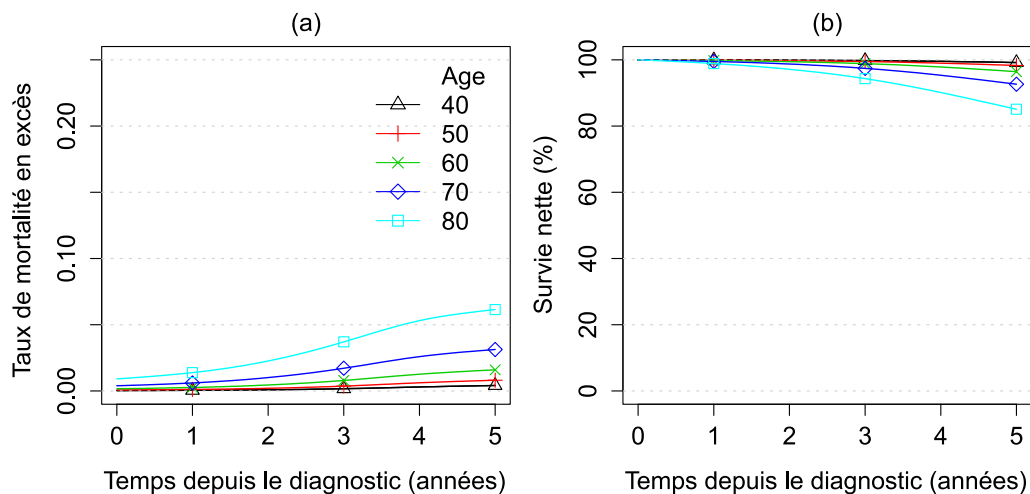 (a)
Taux de mortalité en excès
0.00 0.10 0.20
Age
40
50
60
70
80
0 1 2 3 4 5
Temps depuis le diagnostic (années)
(b)
Survie nette (%)
0 20 40 60 80 100
0 1 2 3 4 5
Temps depuis le diagnostic (années)